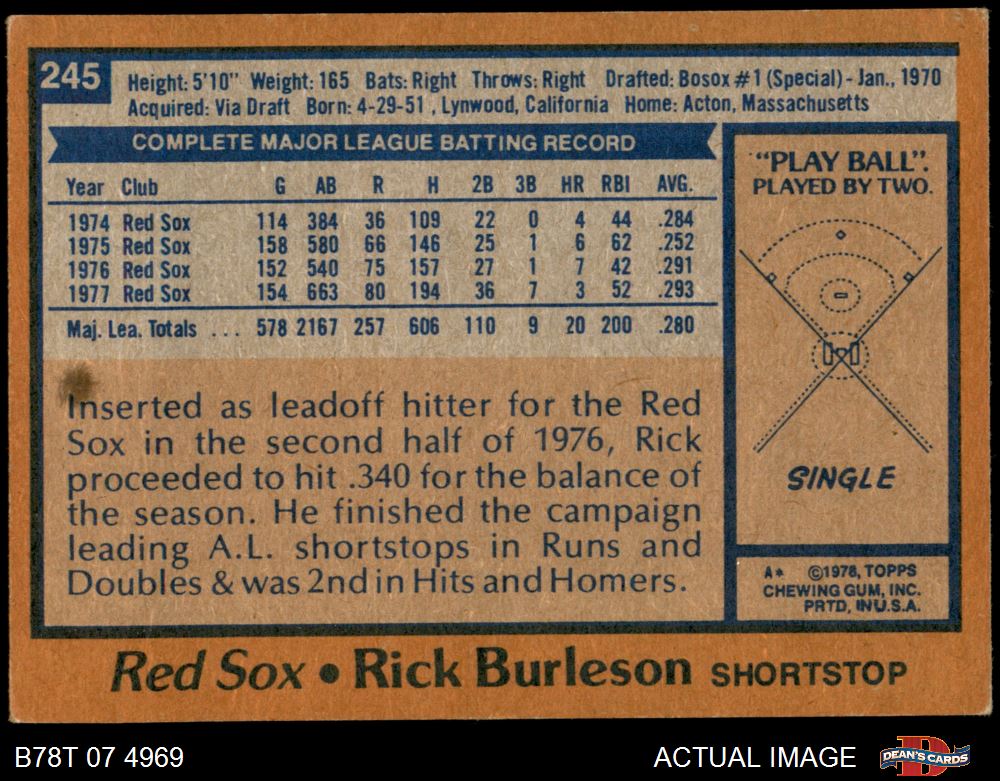 245
Height: 5'10" Weight: 165 Bats: Right Throws: Right Drafted: Bosox #1 (Special) - Jan., 1970
Acquired: Via Draft Born: 4-29-51, Lynwood, California Home: Acton, Massachusetts
COMPLETE MAJOR LEAGUE BATTING RECORD
Year Club G AB R H 2B 3B HR RBI AVG.
1974 Red Sox 114 384 36 109 22 0 4 44 .284
1975 Red Sox 158 580 66 146 25 1 6 62 .252
1976 Red Sox 152 540 75 157 27 1 7 42 .291
1977 Red Sox 154 663 80 194 36 7 3 52 .293
Maj. Lea. Totals ... 578 2167 257 606 110 9 20 200 .280
Inserted as leadoff hitter for the Red
Sox in the second half of 1976, Rick
proceeded to hit .340 for the balance of
the season. He finished the campaign
leading A.L. shortstops in Runs and
Doubles & was 2nd in Hits and Homers.
"PLAY BALL".
PLAYED BY TWO.
SINGLE
A* ©1978, TOPPS
CHEWING GUM, INC.
PRTD, IN U.S.A.
Red Sox • Rick Burleson SHORTSTOP
B78T 07 4969
ACTUAL IMAGE
DEAN'S CARDS